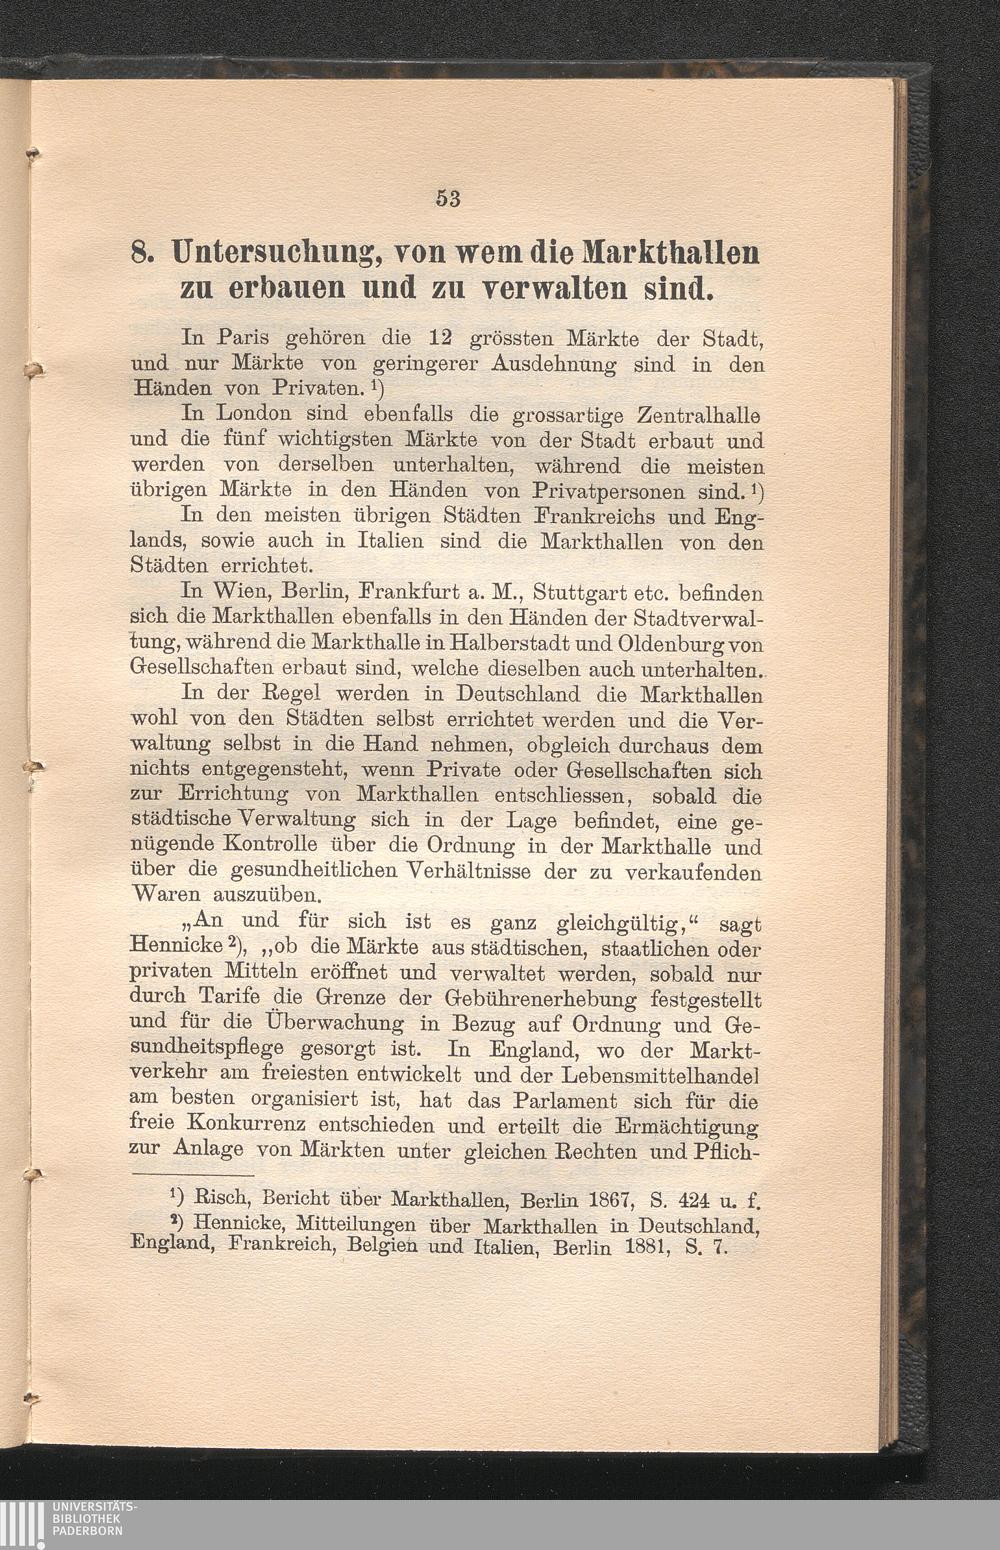 53
8. Untersuchung, von wem die Markthallen
zu erbauen und zu verwalten sind.
In Paris gehören die 12 grössten Märkte der Stadt,
und nur Märkte von geringerer Ausdehnung sind in den
Händen von Privaten. ¹)
In London sind ebenfalls die grossartige Zentralhalle
und die fünf wichtigsten Märkte von der Stadt erbaut und
werden von derselben unterhalten, während die meisten
übrigen Märkte in den Händen von Privatpersonen sind. ¹)
In den meisten übrigen Städten Frankreichs und Eng-
lands, sowie auch in Italien sind die Markthallen von den
Städten errichtet.
In Wien, Berlin, Frankfurt a. M., Stuttgart etc. befinden
sich die Markthallen ebenfalls in den Händen der Stadtverwal-
tung, während die Markthalle in Halberstadt und Oldenburg von
Gesellschaften erbaut sind, welche dieselben auch unterhalten.
In der Regel werden in Deutschland die Markthallen
wohl von den Städten selbst errichtet werden und die Ver-
waltung selbst in die Hand nehmen, obgleich durchaus dem
nichts entgegensteht, wenn Private oder Gesellschaften sich
zur Errichtung von Markthallen entschliessen, sobald die
städtische Verwaltung sich in der Lage befindet, eine ge-
nügende Kontrolle über die Ordnung in der Markthalle und
über die gesundheitlichen Verhältnisse der zu verkaufenden
Waren auszuüben.
„An und für sich ist es ganz gleichgültig,“ sagt
Hennicke ²), ,,ob die Märkte aus städtischen, staatlichen oder
privaten Mitteln eröffnet und verwaltet werden, sobald nur
durch Tarife die Grenze der Gebührenerhebung festgestellt
und für die Überwachung in Bezug auf Ordnung und Ge-
sundheitspflege gesorgt ist. In England, wo der Markt-
verkehr am freiesten entwickelt und der Lebensmittelhandel
am besten organisiert ist, hat das Parlament sich für die
freie Konkurrenz entschieden und erteilt die Ermächtigung
zur Anlage von Märkten unter gleichen Rechten und Pflich-
¹) Risch, Bericht über Markthallen, Berlin 1867, S. 424 u. f.
²) Hennicke, Mitteilungen über Markthallen in Deutschland,
England, Frankreich, Belgien und Italien, Berlin 1881, S. 7.
UNIVERSITÄTS-
BIBLIOTHEK
PADERBORN